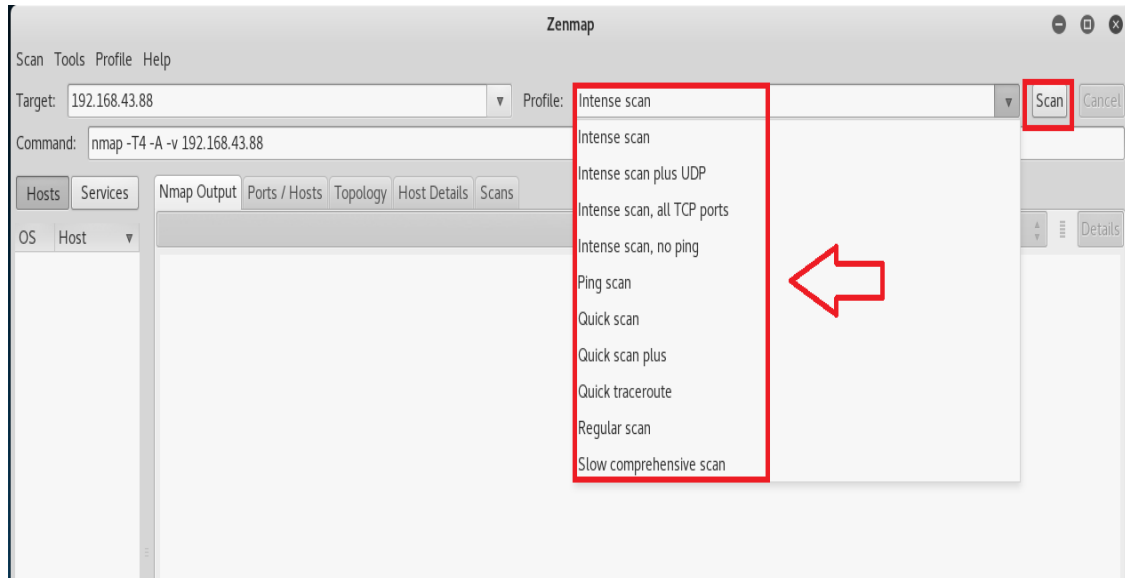 Zenmap
Scan Tools Profile Help
Target: 192.168.43.88 Profile: Intense scan Scan Cancel
Command: nmap -T4 -A -v 192.168.43.88
Hosts Services Nmap Output Ports / Hosts Topology Host Details Scans
OS Host Details
Intense scan
Intense scan plus UDP
Intense scan, all TCP ports
Intense scan, no ping
Ping scan
Quick scan
Quick scan plus
Quick traceroute
Regular scan
Slow comprehensive scan